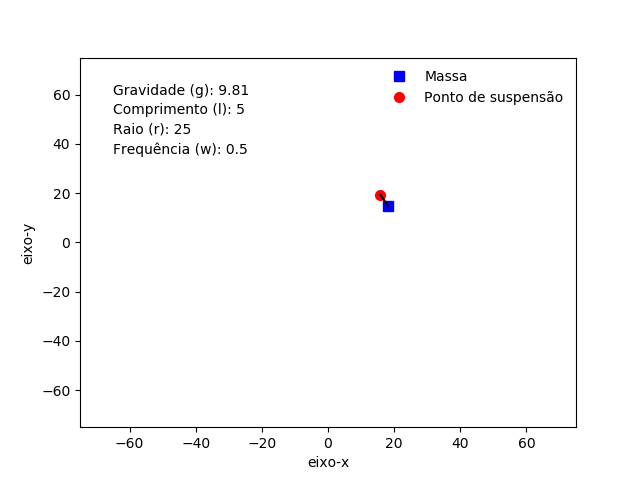 Gravidade (g): 9.81
Comprimento (l): 5
Raio (r): 25
Frequência (w): 0.5
Massa
Ponto de suspensão
60
40
20
0
−20
−40
−60
eixo-y
−60 −40 −20 0 20 40 60
eixo-x